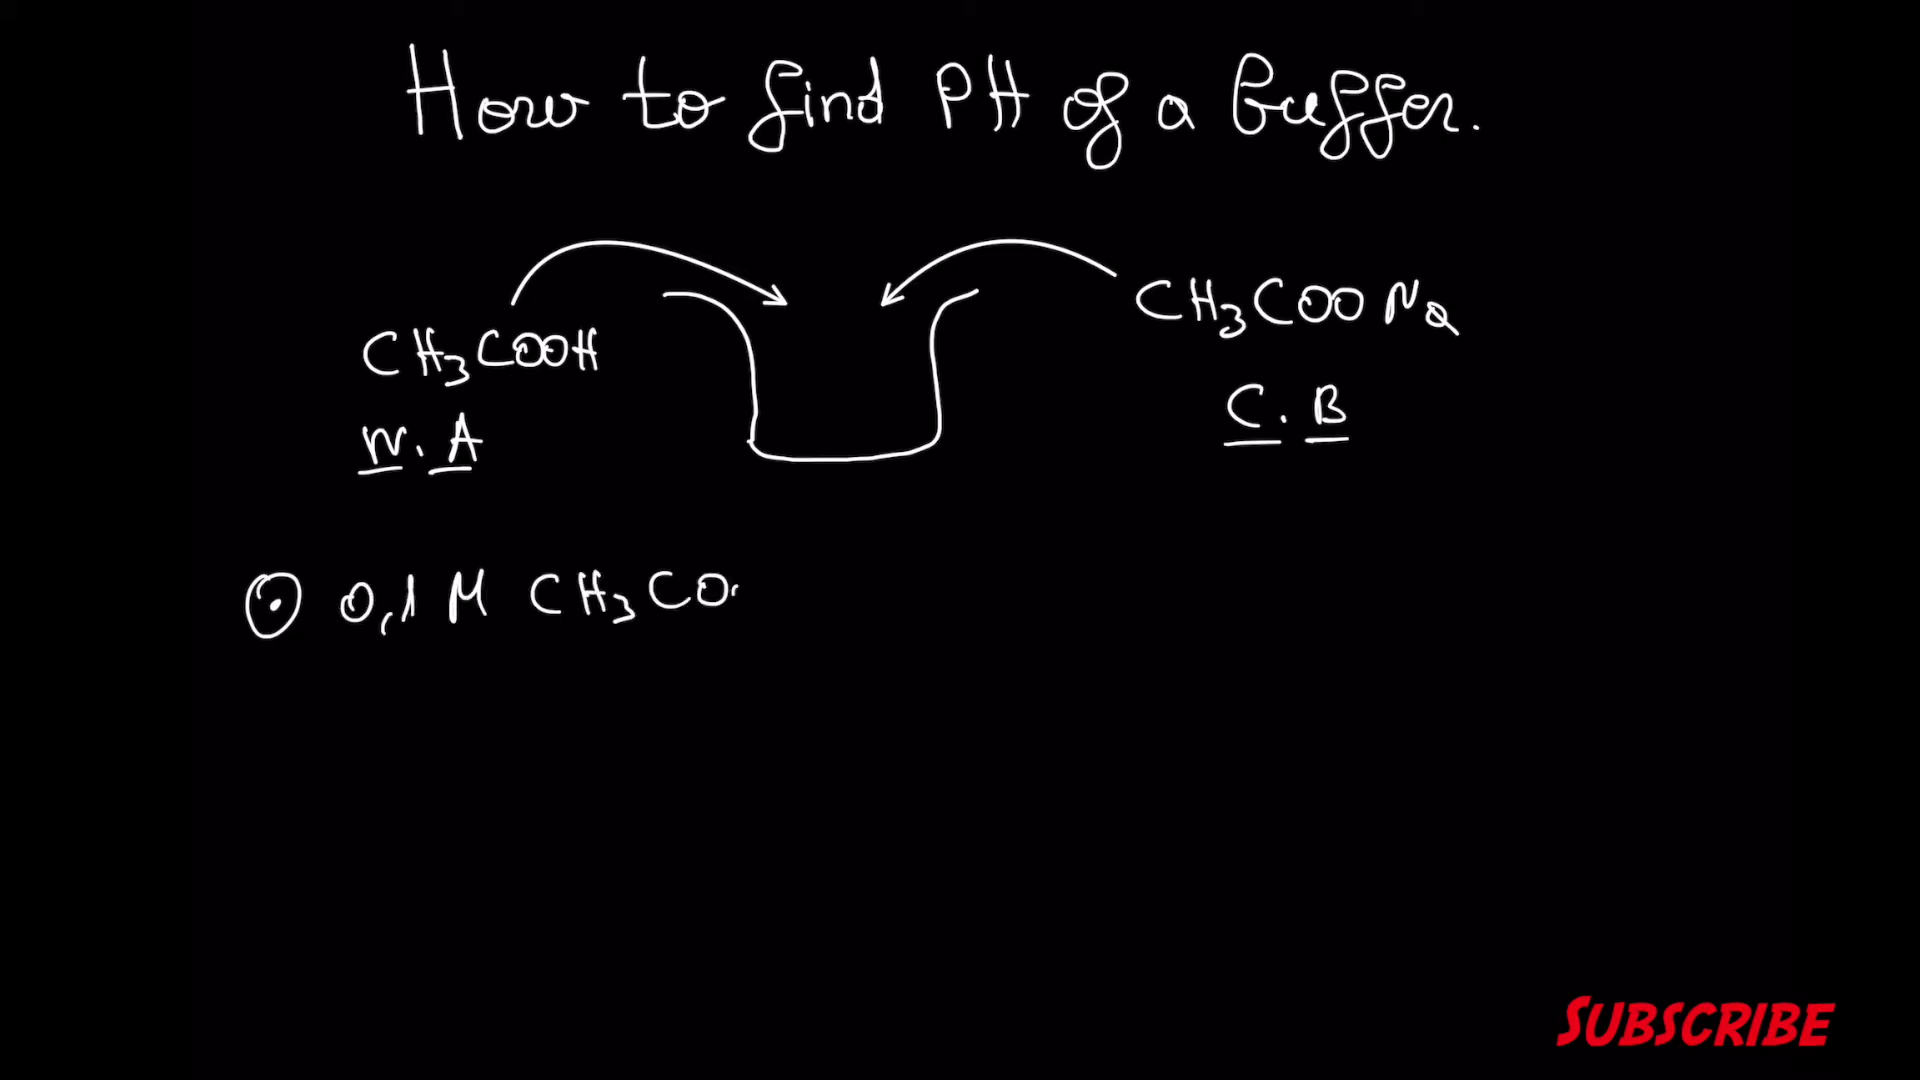 How to find PH of a buffer.
CH3COOH
CH3COONa
W. A
C. B
⊙ 0,1 M CH3CO
SUBSCRIBE